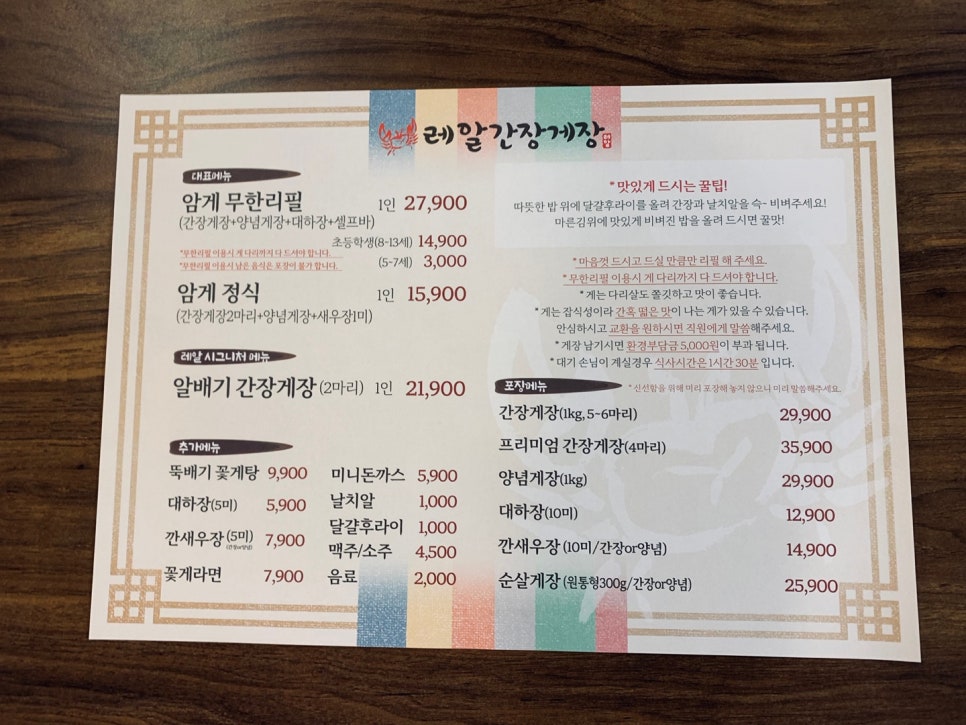 레알간장게장
대표메뉴
암게 무한리필 1인 27,900
(간장게장+양념게장+대하장+셀프바)
초등학생(8-13세) 14,900
*무한리필 이용시 게 다리까지 다 드셔야 합니다.
(5-7세) 3,000
*무한리필 이용시 남은 음식은 포장이 불가 합니다.
암게 정식 1인 15,900
(간장게장2마리+양념게장+새우장1미)
레알 시그니처 메뉴
알배기 간장게장 (2마리) 1인 21,900
추가메뉴
뚝배기 꽃게탕 9,900
대하장(5미) 5,900
깐새우장 (5미) 7,900
(간장or양념)
꽃게라면 7,900
미니돈까스 5,900
날치알 1,000
달걀후라이 1,000
맥주/소주 4,500
음료 2,000
* 맛있게 드시는 꿀팁!
따뜻한 밥 위에 달걀후라이를 올려 간장과 날치알을 슥~ 비벼주세요!
마른김위에 맛있게 비벼진 밥을 올려 드시면 꿀맛!
* 마음껏 드시고 드실 만큼만 리필 해 주세요.
* 무한리필 이용시 게 다리까지 다 드셔야 합니다.
* 게는 다리살도 쫄깃하고 맛이 좋습니다.
* 게는 잡식성이라 간혹 떫은 맛이 나는 게가 있을 수 있습니다.
안심하시고 교환을 원하시면 직원에게 말씀해주세요.
* 게장 남기시면 환경부담금 5,000원이 부과 됩니다.
* 대기 손님이 계실경우 식사시간은 1시간 30분 입니다.
포장메뉴
* 신선함을 위해 미리 포장해 놓지 않으니 미리 말씀해주세요.
간장게장(1kg, 5~6마리) 29,900
프리미엄 간장게장(4마리) 35,900
양념게장(1kg) 29,900
대하장(10미) 12,900
깐새우장 (10미/간장or양념) 14,900
순살게장 (원통형300g/간장or양념) 25,900